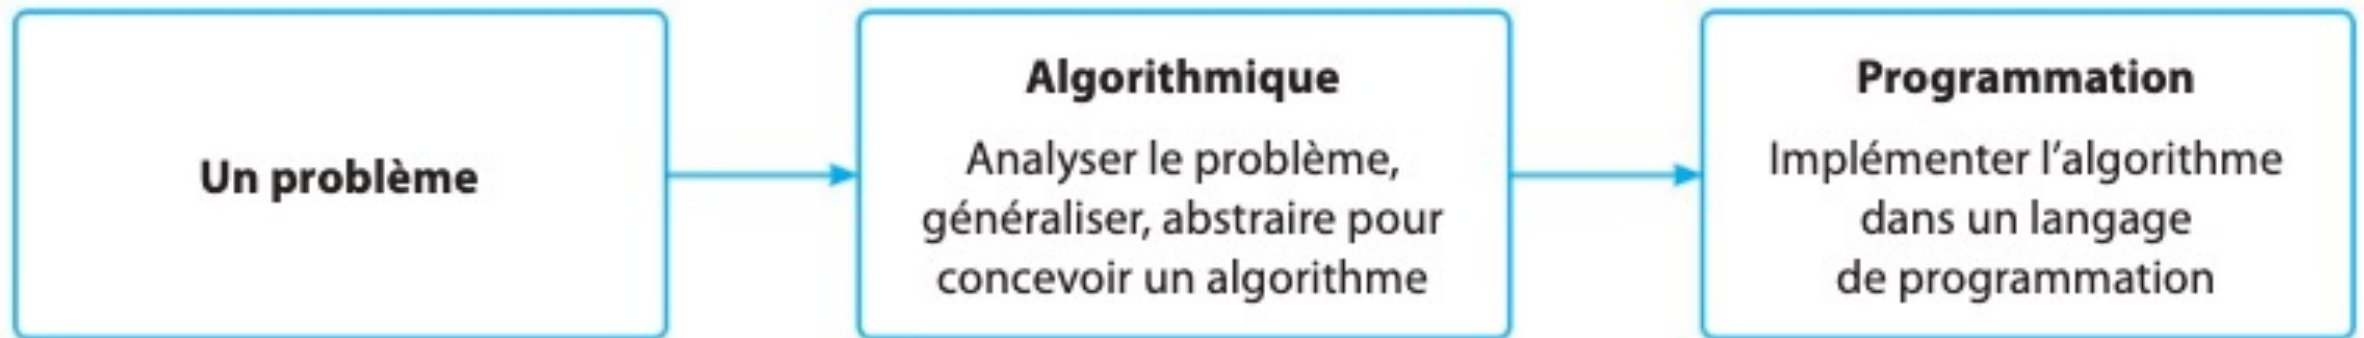 Un problème
Algorithmique
Analyser le problème,
généraliser, abstraire pour
concevoir un algorithme
Programmation
Implémenter l’algorithme
dans un langage
de programmation